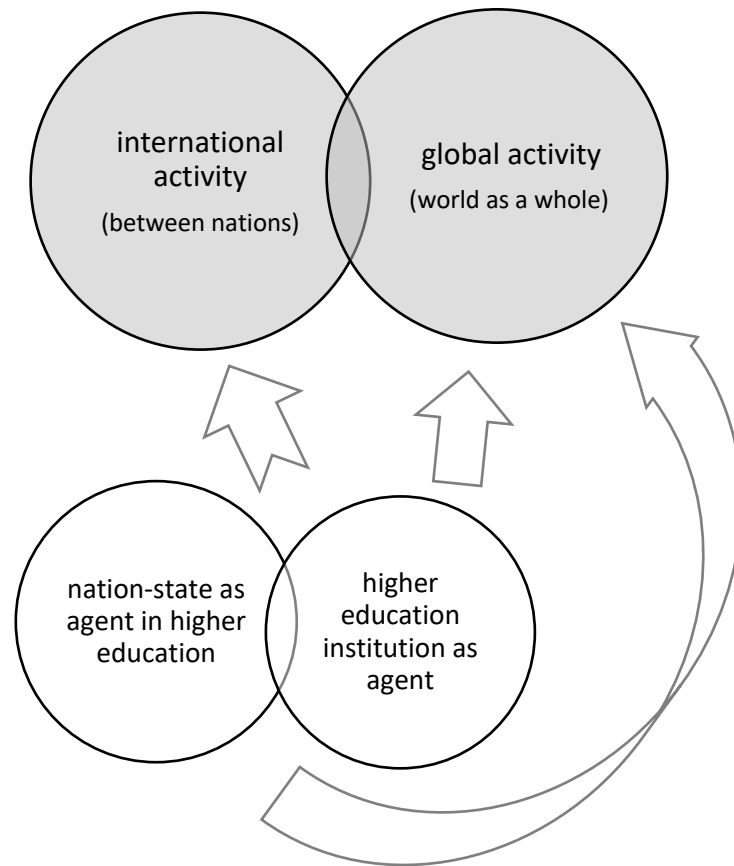 international
activity
(between nations)
global activity
(world as a whole)
nation-state as
agent in higher
education
higher
education
institution as
agent